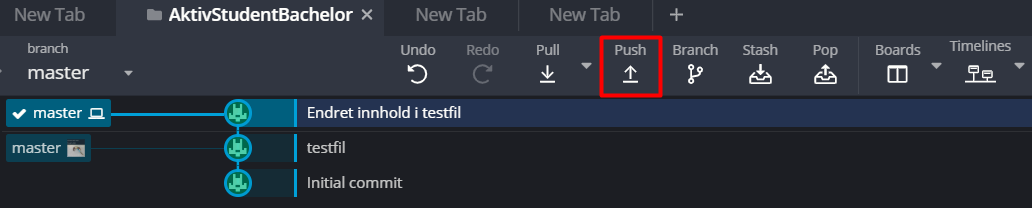 New Tab AktivStudentBachelor New Tab New Tab
branch Undo Redo Pull Push Branch Stash Pop Boards Timelines
master
master Endret innhold i testfil
master testfil
Initial commit